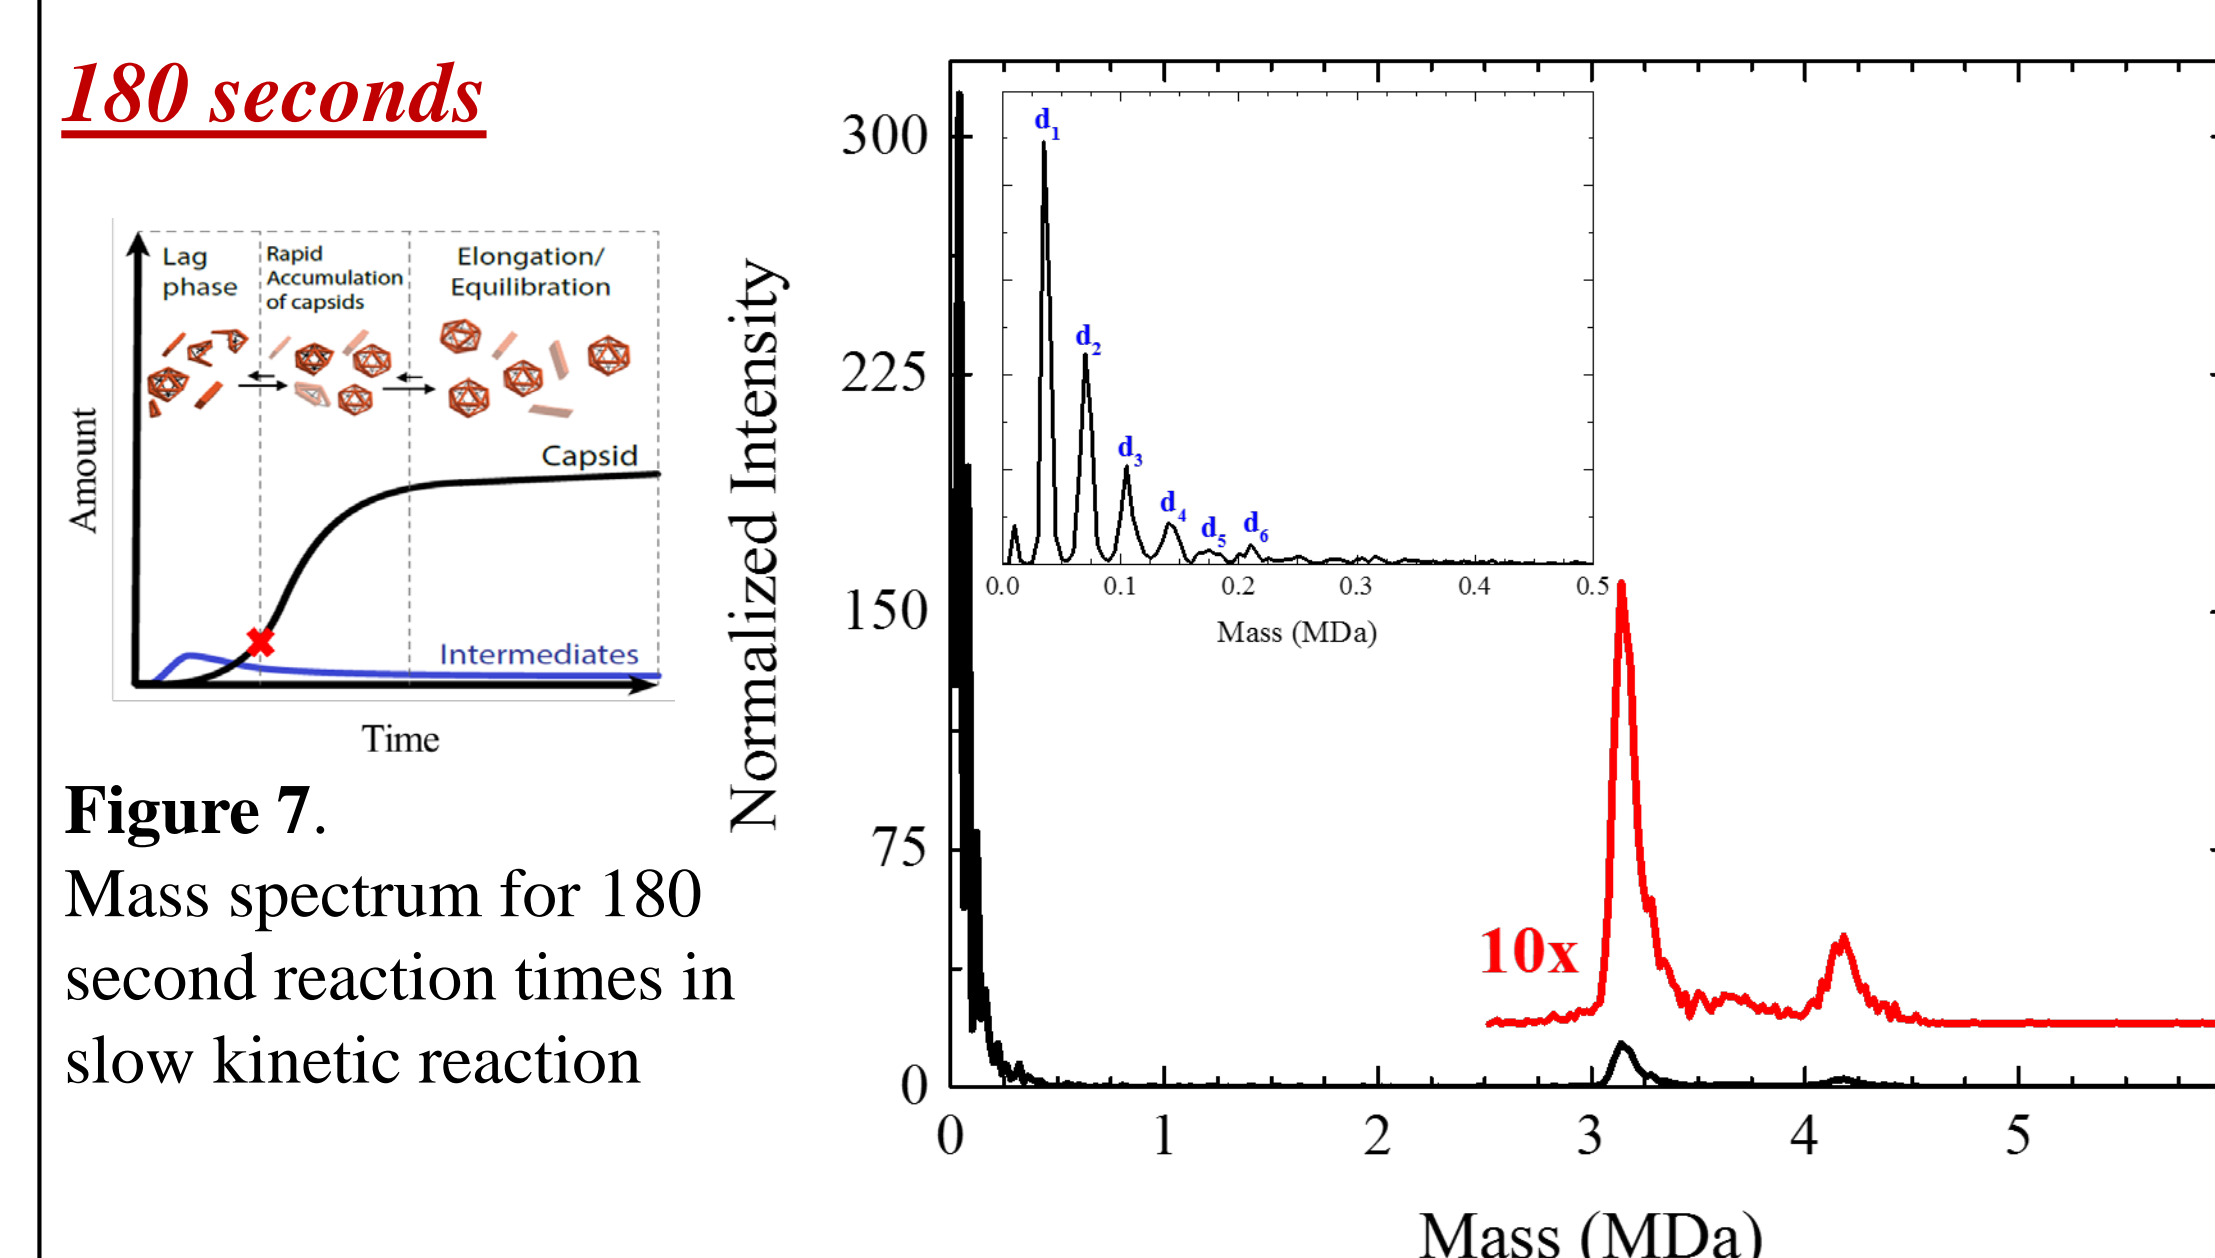 180 seconds
Lag
phase
Rapid
Accumulation
of capsids
Elongation/
Equilibration
Capsid
Intermediates
Amount
Time
Figure 7.
Mass spectrum for 180
second reaction times in
slow kinetic reaction
Normalized Intensity
300
225
150
75
0
d1
d2
d3
d4
d5
d6
0.0 0.1 0.2 0.3 0.4 0.5
Mass (MDa)
10x
0 1 2 3 4 5
Mass (MDa)